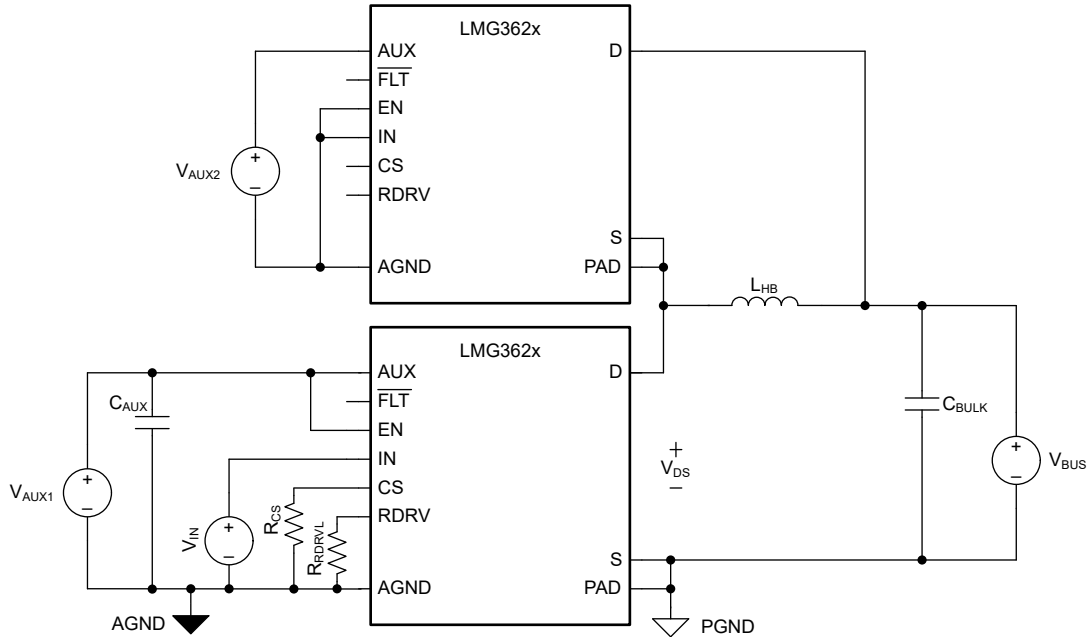 LMG362x
AUX
D
FLT
EN
IN
CS
RDRV
VAUX2
+
−
S
AGND
PAD
LHB
LMG362x
AUX
D
CAUX
FLT
CBULK
EN
IN
+
VDS
−
VBUS
+
−
CS
VAUX1
+
−
RCS
RDRV
VIN
+
−
RRDRVL
S
AGND
PAD
AGND
PGND